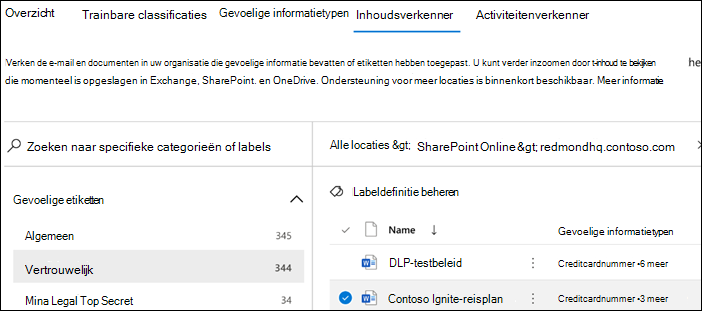 Overzicht Trainbare classificaties Gevoelige informatietypen Inhoudsverkenner Activiteitenverkenner
Verken de e-mail en documenten in uw organisatie die gevoelige informatie bevatten of etiketten hebben toegepast. U kunt verder inzoomen door t-inhoud te bekijken he
die momenteel is opgeslagen in Exchange, SharePoint. en OneDrive. Ondersteuning voor meer locaties is binnenkort beschikbaar. Meer informatie
Zoeken naar specifieke categorieën of labels
Alle locaties &gt; SharePoint Online &gt; redmondhq.contoso.com
Gevoelige etiketten
Labeldefinitie beheren
Algemeen 345
Name ↓ Gevoelige informatietypen
Vertrouwelijk 344
DLP-testbeleid Creditcardnummer +6 meer
Mina Legal Top Secret 34
Contoso Ignite-reisplan Creditcardnummer +3 meer